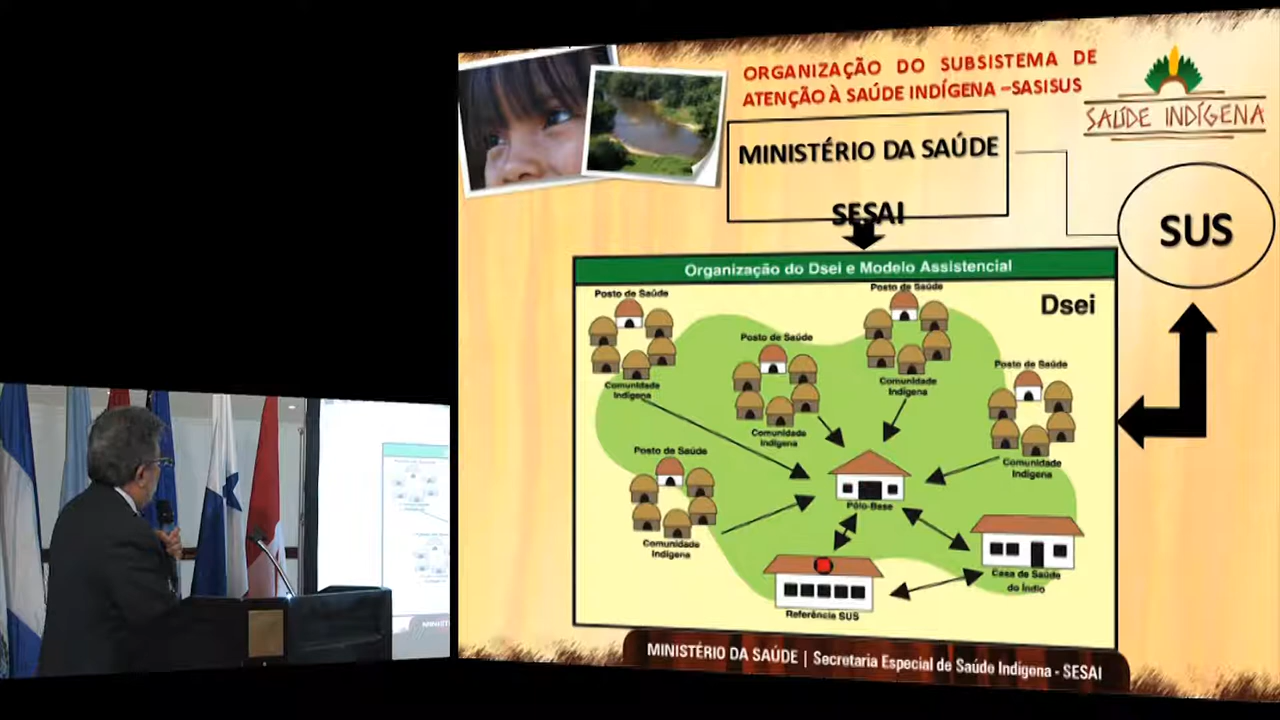 ORGANIZAÇÃO DO SUBSISTEMA DE
ATENÇÃO À SAÚDE INDÍGENA –SASISUS
SAÚDE INDÍGENA
MINISTÉRIO DA SAÚDE
SESAI
SUS
Organização do Dsei e Modelo Assistencial
Dsei
Posto de Saúde
Comunidade
Indígena
Posto de Saúde
Comunidade
Indígena
Posto de Saúde
Comunidade
Indígena
Posto de Saúde
Comunidade
Indígena
Posto de Saúde
Comunidade
Indígena
Pólo-Base
Casa de Saúde
do Índio
Referência SUS
MINISTÉRIO DA SAÚDE | Secretaria Especial de Saúde Indígena - SESAI